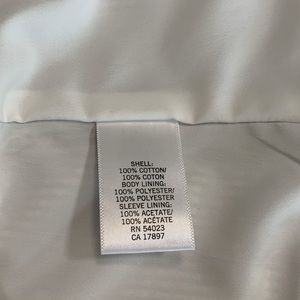 SHELL:
100% COTTON/
100% COTON
BODY LINING:
100% POLYESTER/
100% POLYESTER
SLEEVE LINING:
100% ACETATE/
100% ACÉTATE
RN 54023
CA 17897